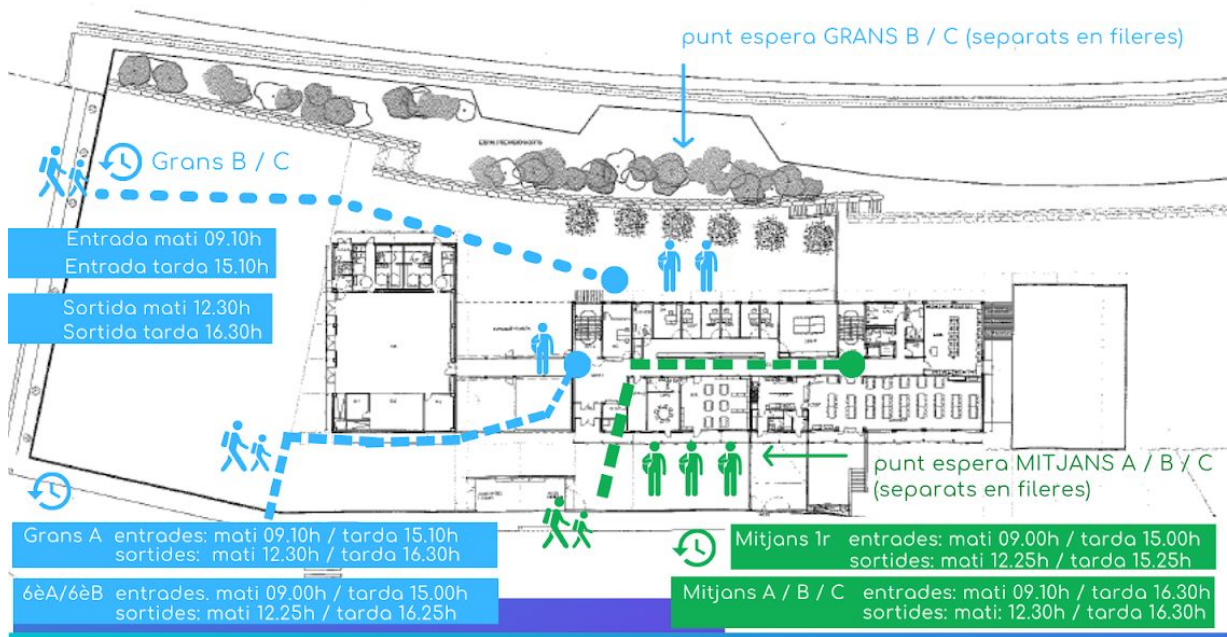 punt espera GRANS B / C (separats en fileres)
Grans B / C
Entrada mati 09.10h
Entrada tarda 15.10h
Sortida mati 12.30h
Sortida tarda 16.30h
punt espera MITJANS A / B / C
(separats en fileres)
Grans A entrades: mati 09.10h / tarda 15.10h
sortides: mati 12.30h / tarda 16.30h
6èA/6èB entrades. mati 09.00h / tarda 15.00h
sortides: mati 12.25h / tarda 16.25h
Mitjans 1r entrades: mati 09.00h / tarda 15.00h
sortides: mati 12.25h / tarda 15.25h
Mitjans A / B / C entrades: mati 09.10h / tarda 16.30h
sortides: mati: 12.30h / tarda 16.30h